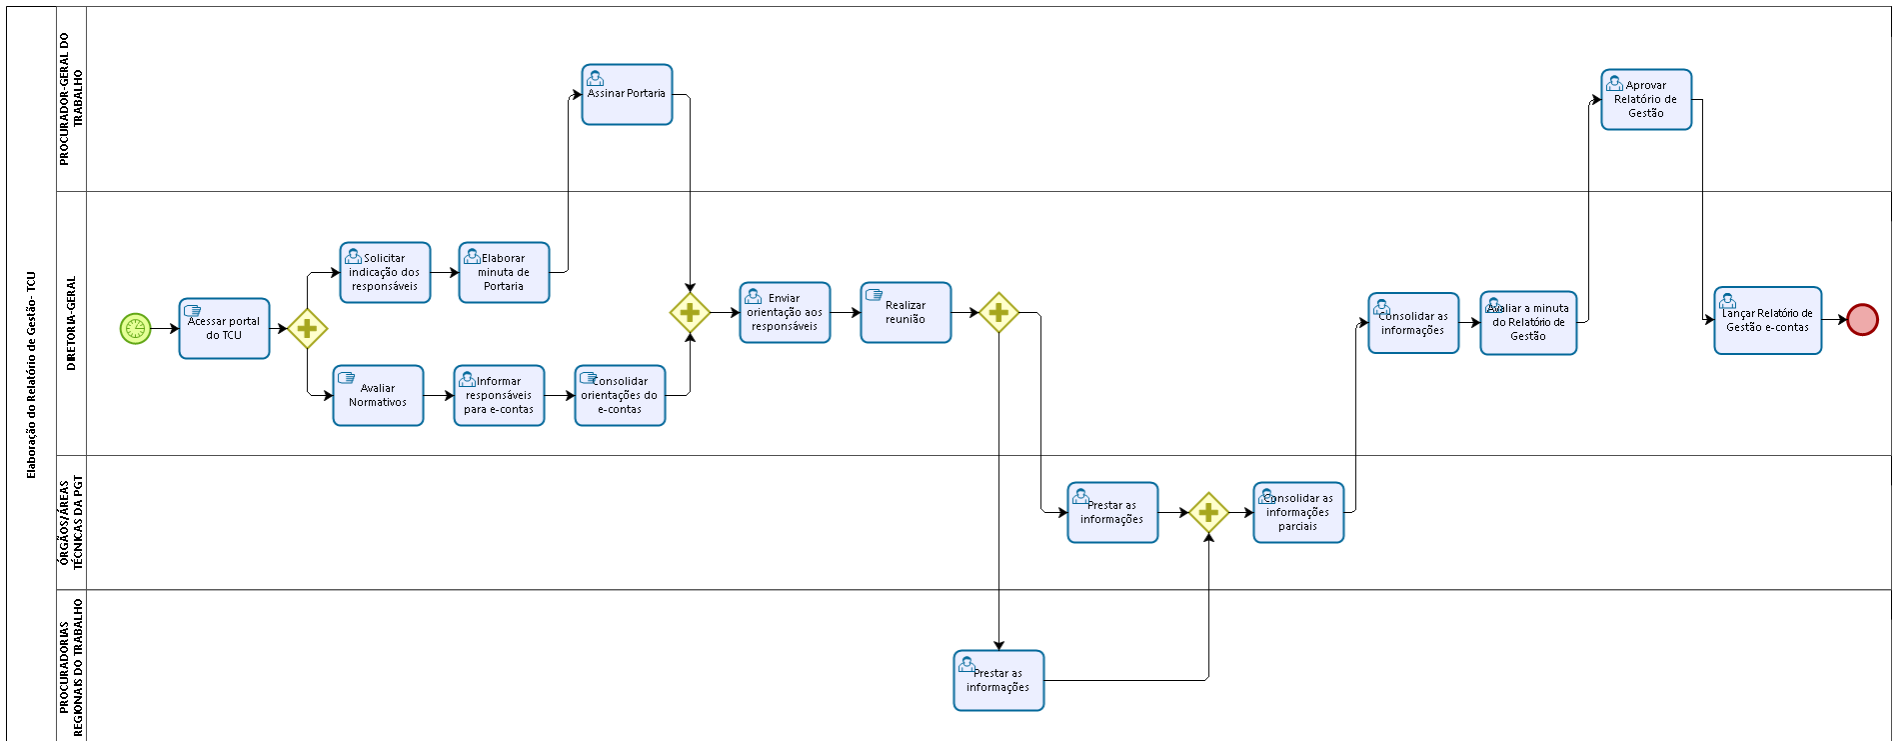 Elaboração do Relatório de Gestão- TCU
PROCURADOR-GERAL DO
TRABALHO
Assinar Portaria
Aprovar
Relatório de
Gestão
DIRETORIA-GERAL
Acessar portal
do TCU
Solicitar
indicação dos
responsáveis
Elaborar
minuta de
Portaria
Avaliar
Normativos
Informar
responsáveis
para e-contas
Consolidar
orientações do
e-contas
Enviar
orientação aos
responsáveis
Realizar
reunião
Consolidar as
informações
Avaliar a minuta
do Relatório de
Gestão
Lançar Relatório de
Gestão e-contas
ÓRGÃOS/ÁREAS
TÉCNICAS DA PGT
Prestar as
informações
Consolidar as
informações
parciais
PROCURADORIAS
REGIONAIS DO TRABALHO
Prestar as
informações